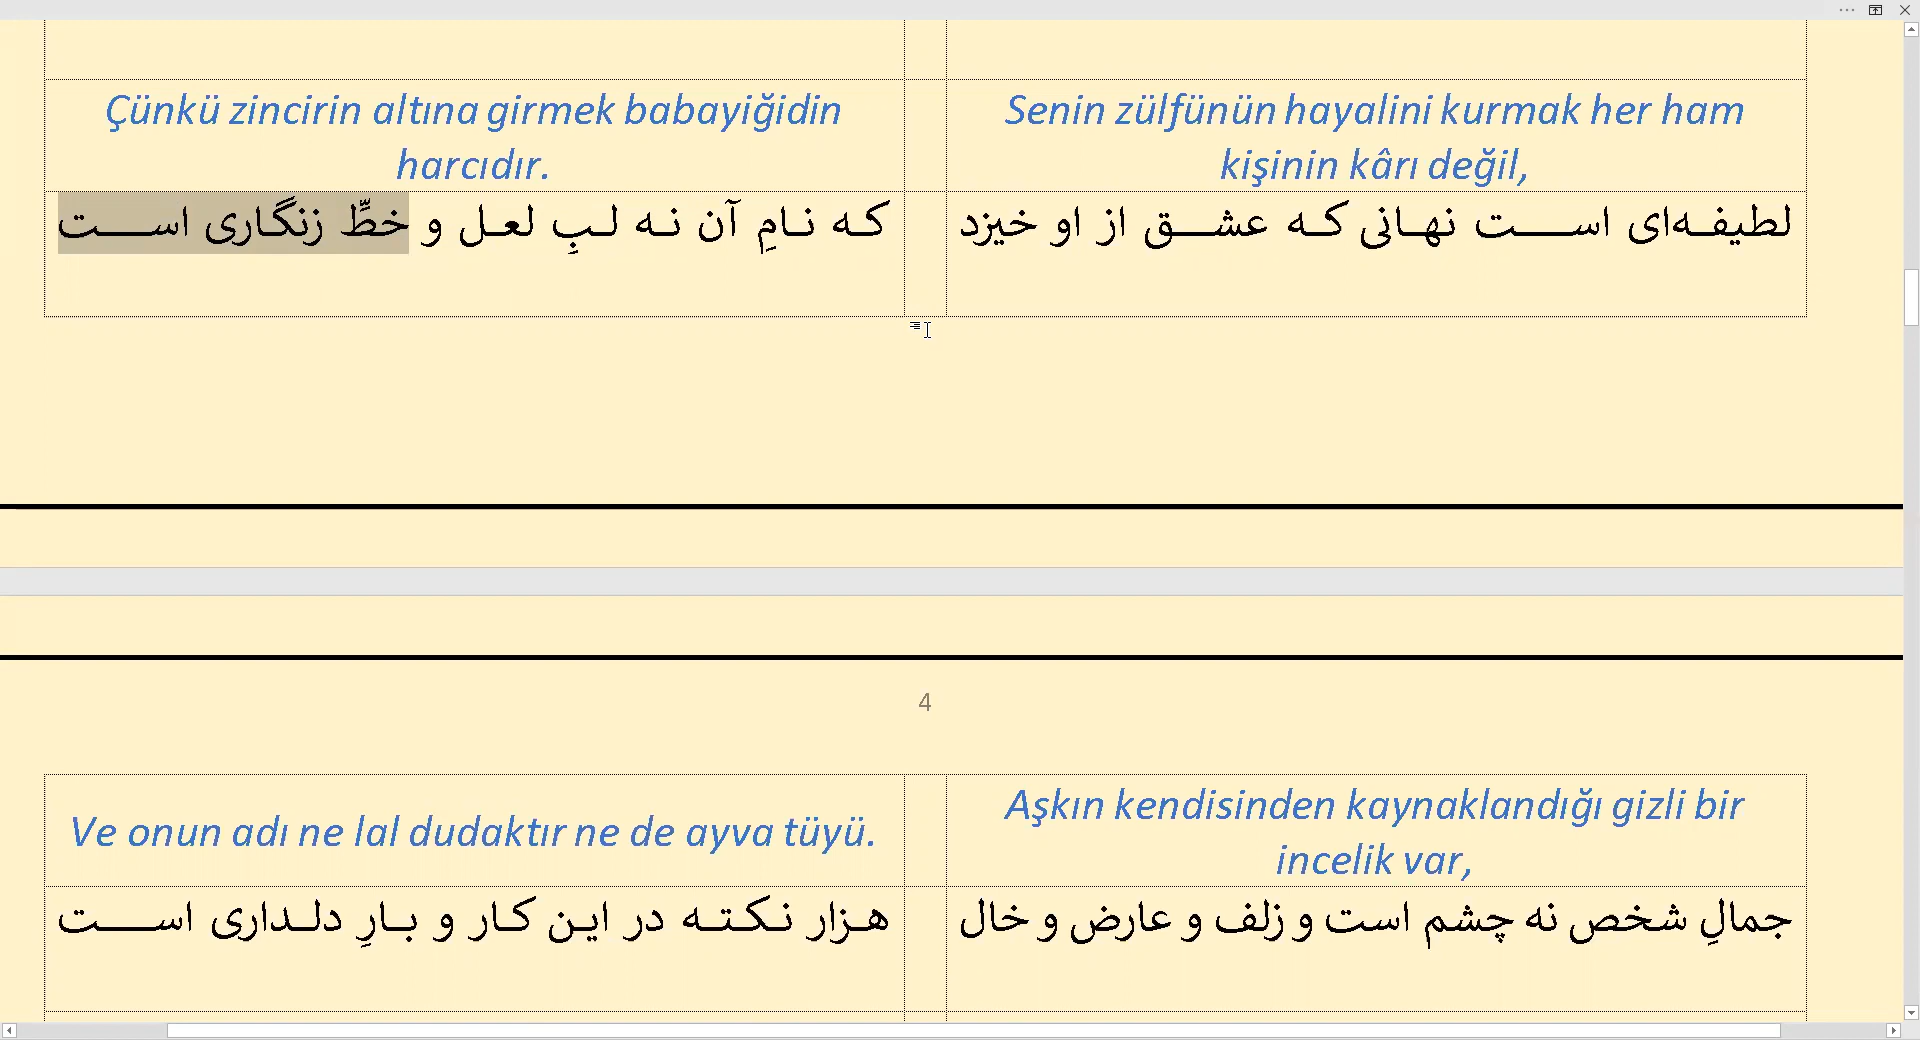 Senin zülfünün hayalini kurmak her ham
kişinin kârı değil,
Çünkü zincirin altına girmek babayiğidin
harcıdır.
لطیفه‌ای است نهانی که عشق از او خیزد
که نامِ آن نه لبِ لعل و خطِّ زنگاری است
4
Aşkın kendisinden kaynaklandığı gizli bir
incelik var,
Ve onun adı ne lal dudaktır ne de ayva tüyü.
جمالِ شخص نه چشم است و زلف و عارض و خال
هزار نکته در این کار و بارِ دلداری است